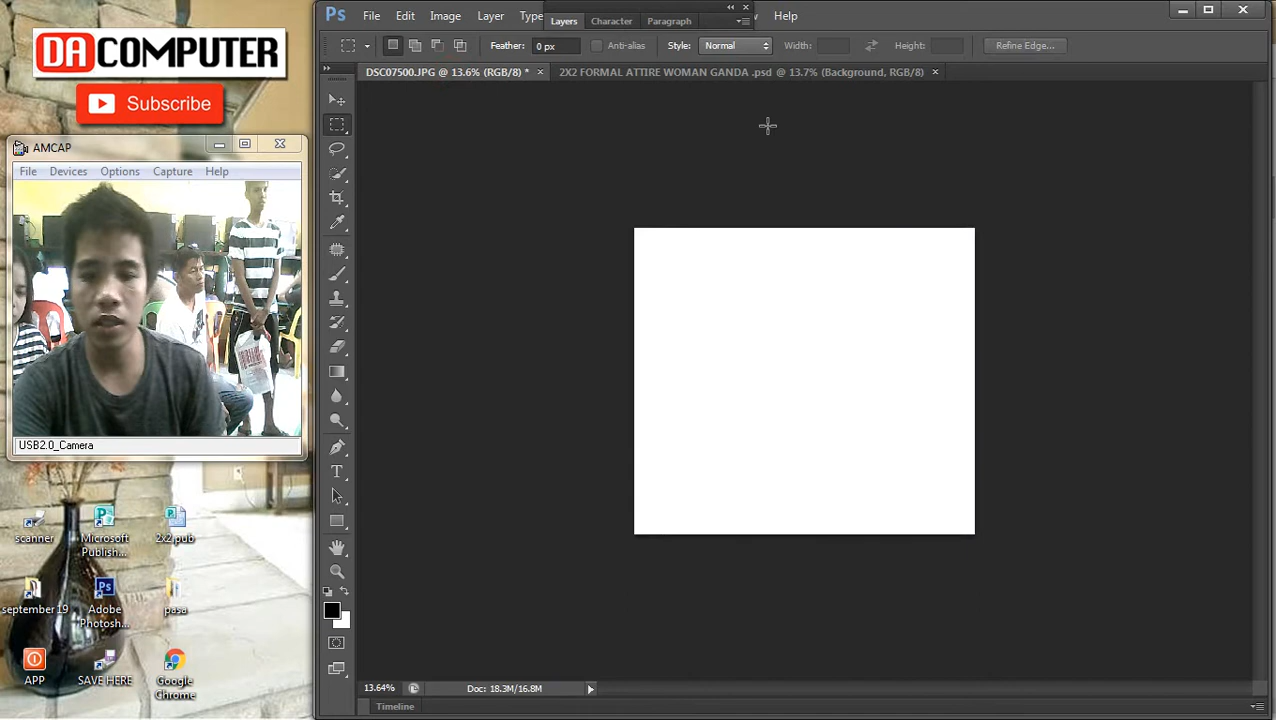 DACOMPUTER
Subscribe
AMCAP
File Devices Options Capture Help
USB2.0_Camera
scanner
Microsoft Publish...
2x2.pub
september 19
Adobe Photosh...
pasa
APP
SAVE HERE
Google Chrome
Ps File Edit Image Layer Type
Help
Layers Character Paragraph
Feather: 0 px Anti-alias Style: Normal Width: Height: Refine Edge...
DSC07500.JPG @ 13.6% (RGB/8) * × 2X2 FORMAL ATTIRE WOMAN GANDA .psd @ 13.7% (Background, RGB/8) ×
13.64% Doc: 18.3M/16.8M
Timeline